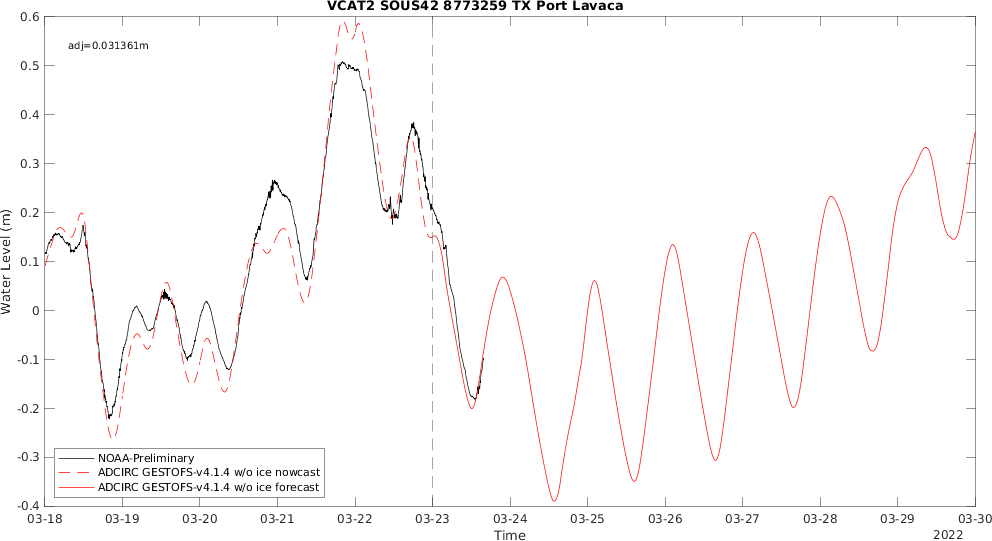 VCAT2 SOUS42 8773259 TX Port Lavaca
adj=0.031361m
0.6
0.5
0.4
0.3
0.2
0.1
0
-0.1
-0.2
-0.3
-0.4
Water Level (m)
NOAA-Preliminary
ADCIRC GESTOFS-v4.1.4 w/o ice nowcast
ADCIRC GESTOFS-v4.1.4 w/o ice forecast
03-18 03-19 03-20 03-21 03-22 03-23 03-24 03-25 03-26 03-27 03-28 03-29 03-30
Time
2022